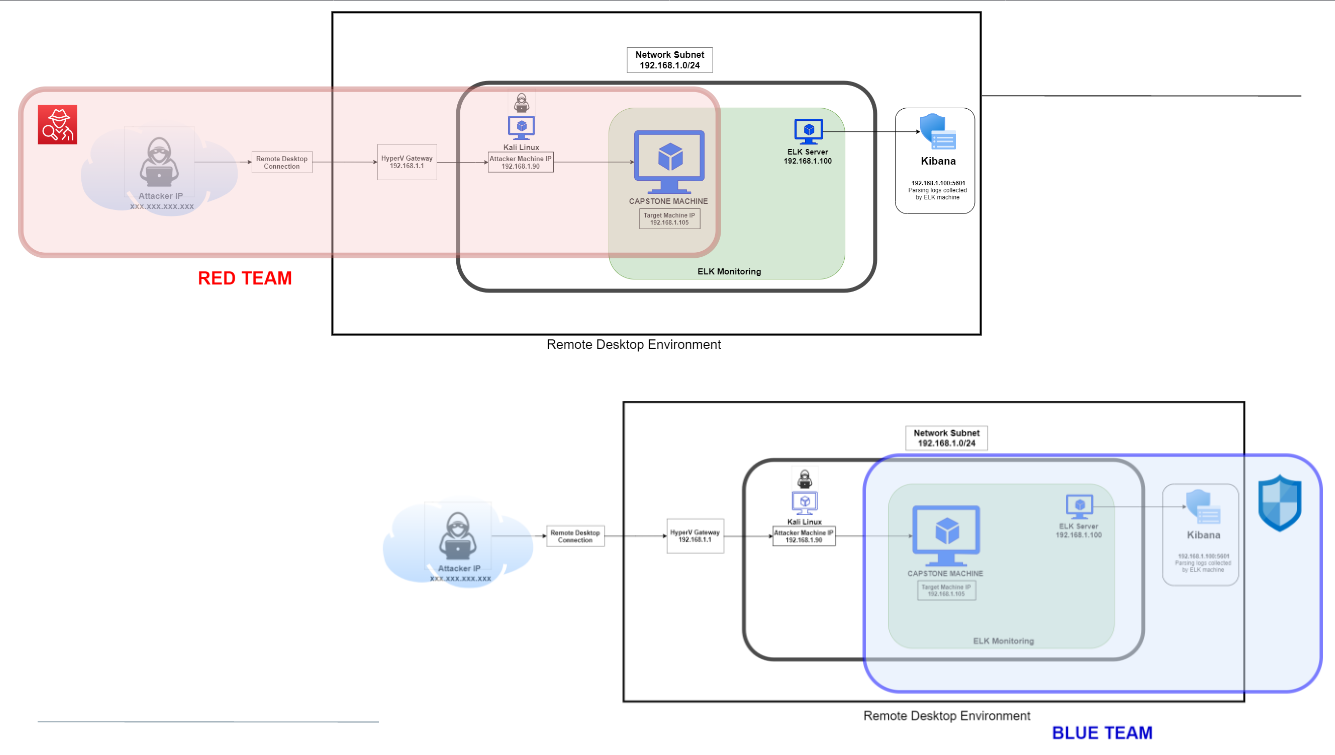 Network Subnet
192.168.1.0/24
Kali Linux
Attacker Machine IP
192.168.1.90
ELK Server
192.168.1.100
Kibana
192.168.1.100:5601
Parsing logs collected
by ELK machine
Remote Desktop
Connection
HyperV Gateway
192.168.1.1
Attacker IP
xxx.xxx.xxx.xxx
CAPSTONE MACHINE
Target Machine IP
192.168.1.105
ELK Monitoring
RED TEAM
Remote Desktop Environment
Network Subnet
192.168.1.0/24
Kali Linux
Attacker Machine IP
192.168.1.90
ELK Server
192.168.1.100
Kibana
192.168.1.100:5601
Parsing logs collected
by ELK machine
Remote Desktop
Connection
HyperV Gateway
192.168.1.1
Attacker IP
xxx.xxx.xxx.xxx
CAPSTONE MACHINE
Target Machine IP
192.168.1.105
ELK Monitoring
Remote Desktop Environment
BLUE TEAM